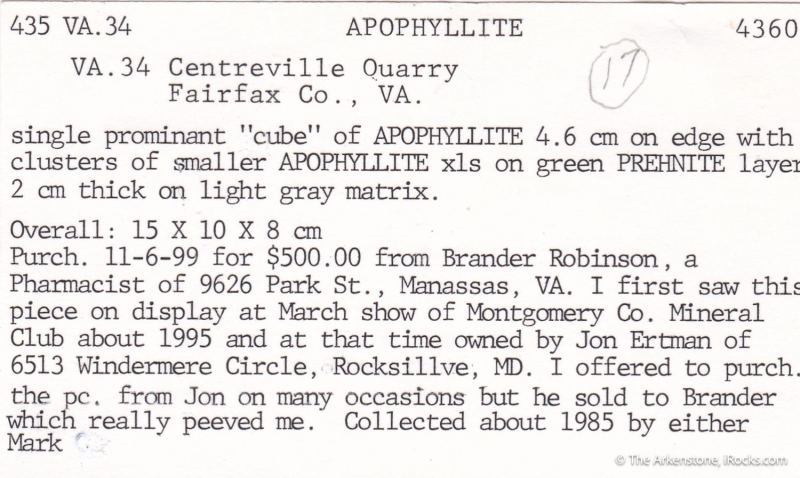 435 VA.34 APOPHYLLITE 4360
VA.34 Centreville Quarry
Fairfax Co., VA.
17
single prominant "cube" of APOPHYLLITE 4.6 cm on edge with
clusters of smaller APOPHYLLITE xls on green PREHNITE layer
2 cm thick on light gray matrix.
Overall: 15 X 10 X 8 cm
Purch. 11-6-99 for $500.00 from Brander Robinson, a
Pharmacist of 9626 Park St., Manassas, VA. I first saw this
piece on display at March show of Montgomery Co. Mineral
Club about 1995 and at that time owned by Jon Ertman of
6513 Windermere Circle, Rocksillve, MD. I offered to purch.
the pc. from Jon on many occasions but he sold to Brander
which really peeved me. Collected about 1985 by either
Mark
© The Arkenstone, iRocks.com